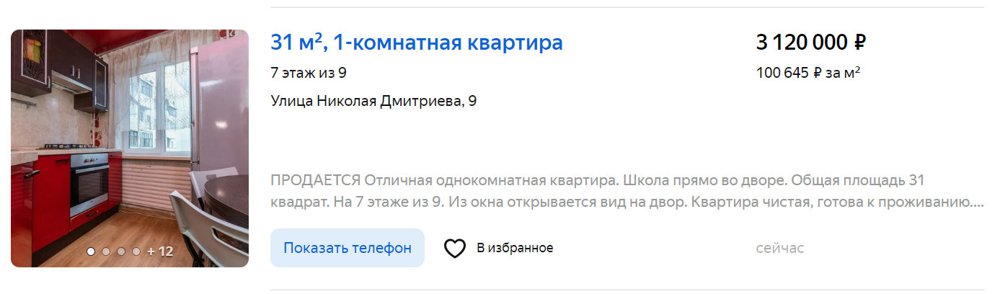 31 м², 1-комнатная квартира
3 120 000 ₽
7 этаж из 9
100 645 ₽ за м²
Улица Николая Дмитриева, 9
ПРОДАЕТСЯ Отличная однокомнатная квартира. Школа прямо во дворе. Общая площадь 31
квадрат. На 7 этаже из 9. Из окна открывается вид на двор. Квартира чистая, готова к проживанию....
+ 12
Показать телефон
В избранное
сейчас